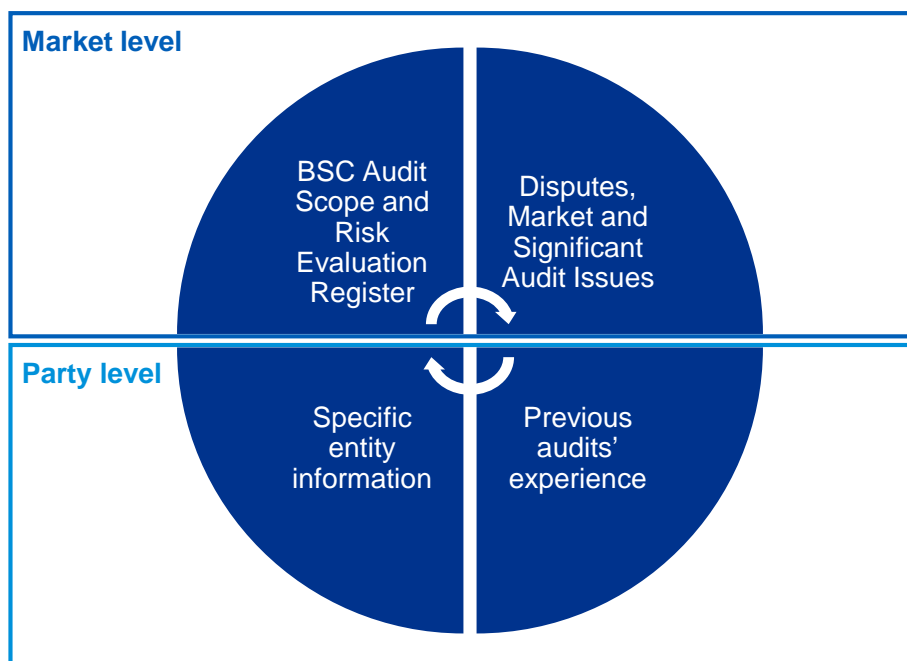 Market level
BSC Audit
Scope and
Risk
Evaluation
Register
Disputes,
Market and
Significant
Audit Issues
Party level
Specific
entity
information
Previous
audits’
experience